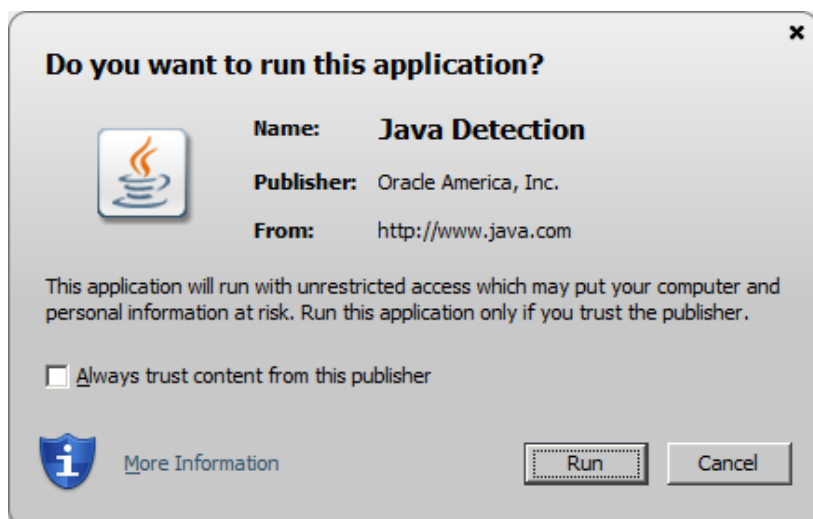 Do you want to run this application?
Name: Java Detection
Publisher: Oracle America, Inc.
From: http://www.java.com
This application will run with unrestricted access which may put your computer and
personal information at risk. Run this application only if you trust the publisher.
Always trust content from this publisher
More Information Run Cancel